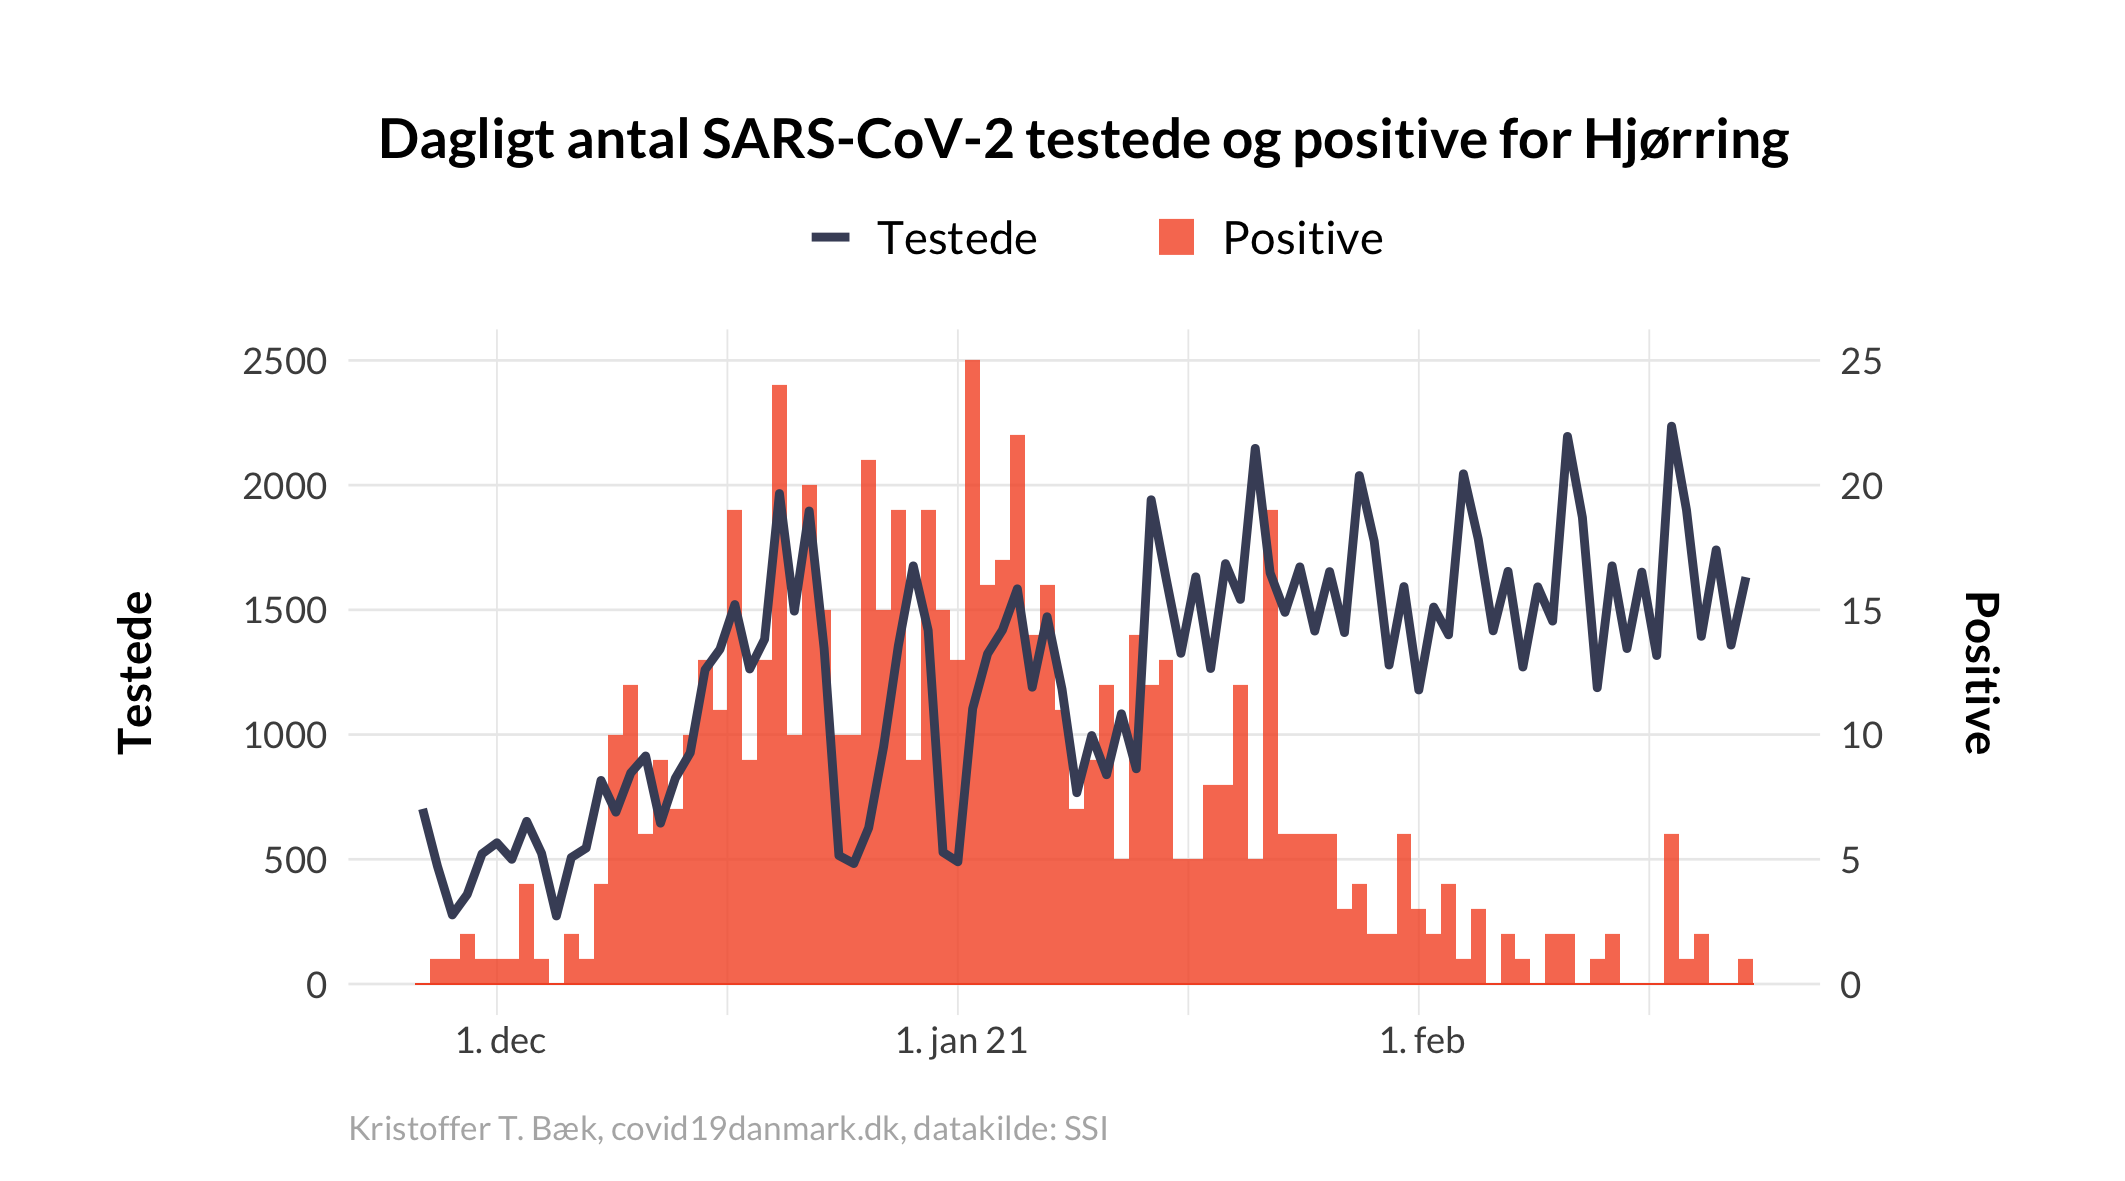 Dagligt antal SARS-CoV-2 testede og positive for Hjørring
Testede
Positive
2500
2000
1500
1000
500
0
25
20
15
10
5
0
Testede
Positive
1. dec
1. jan 21
1. feb
Kristoffer T. Bæk, covid19danmark.dk, datakilde: SSI